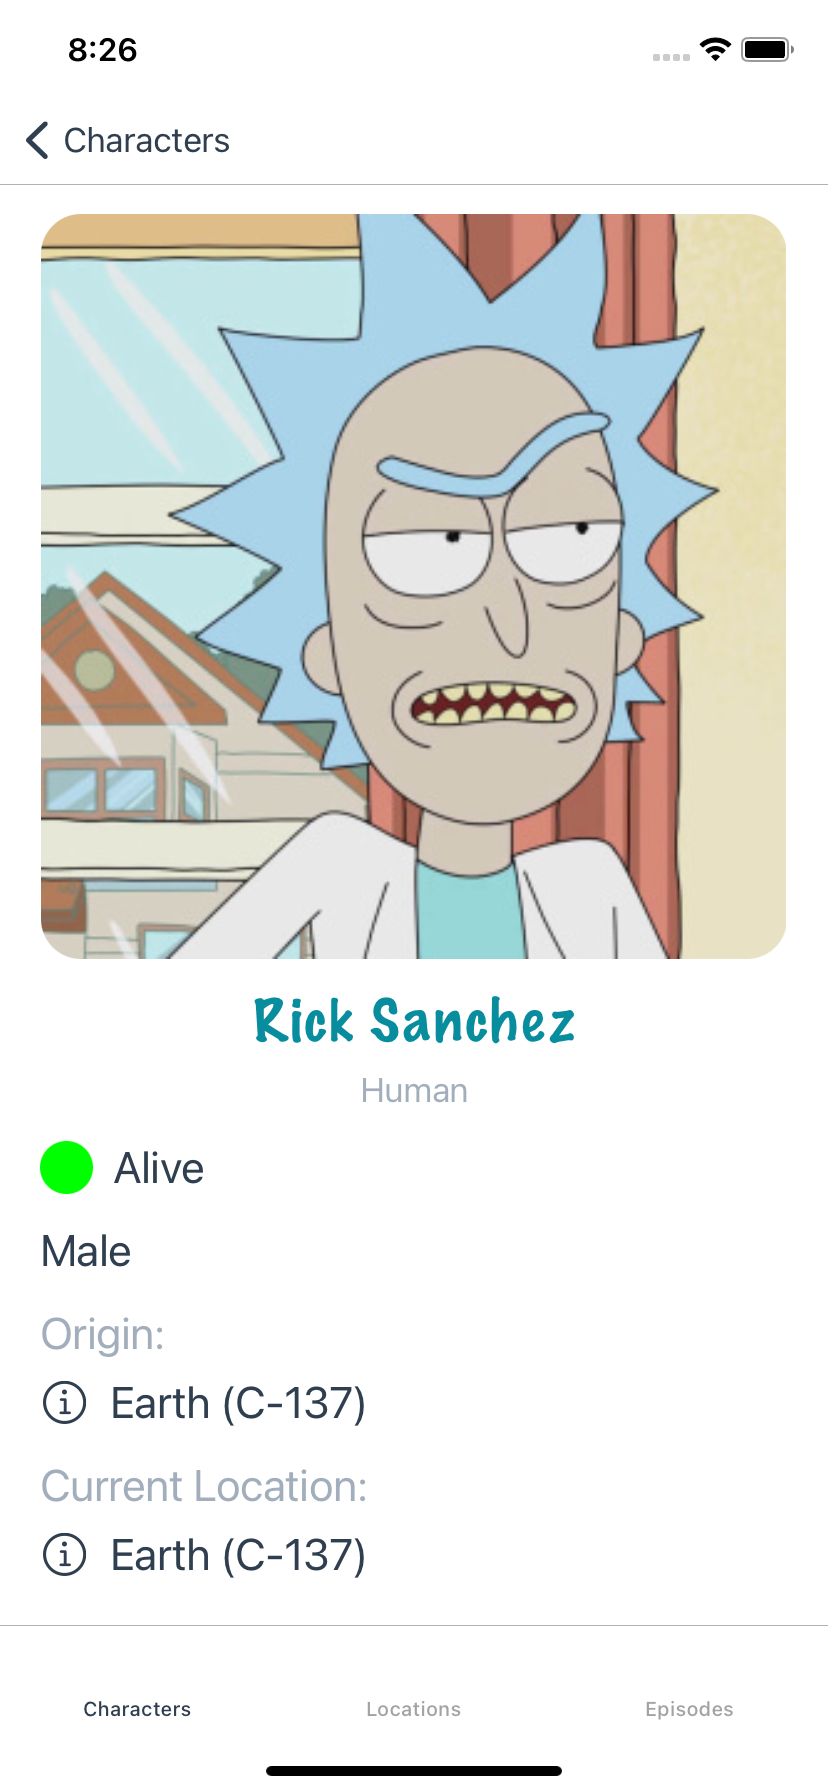 8:26
Characters
Rick Sanchez
Human
Alive
Male
Origin:
Earth (C-137)
Current Location:
Earth (C-137)
Characters Locations Episodes